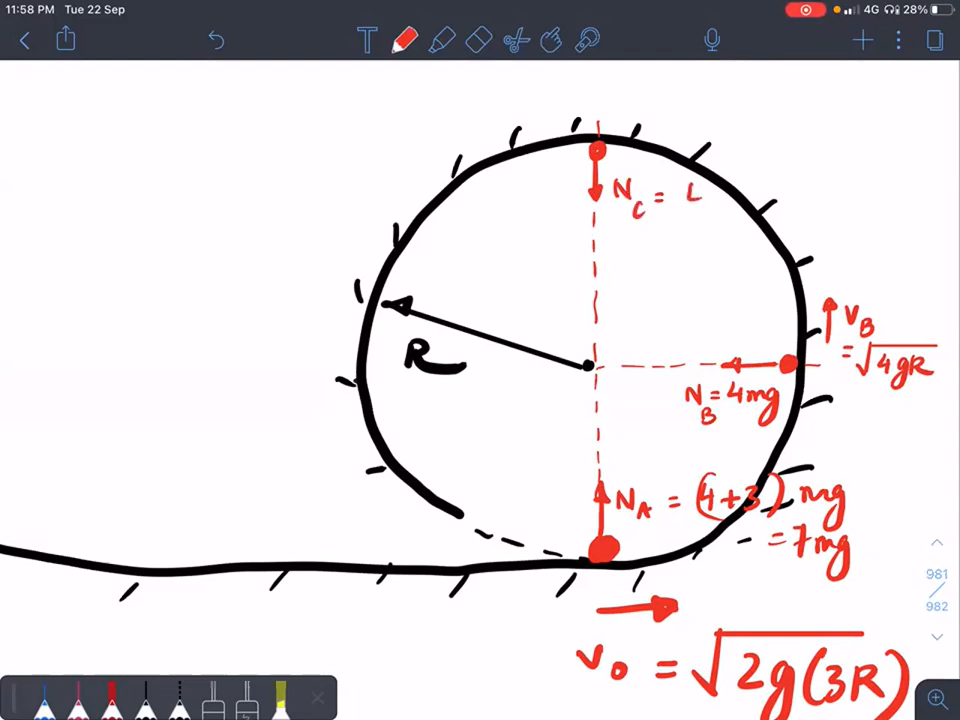 11:58 PM Tue 22 Sep
4G 28%
T
N_C =
R
V_B
= √4gR
N_B = 4mg
N_A = (4+3) mg
= 7mg
981
982
v_0 = √2g(3R)